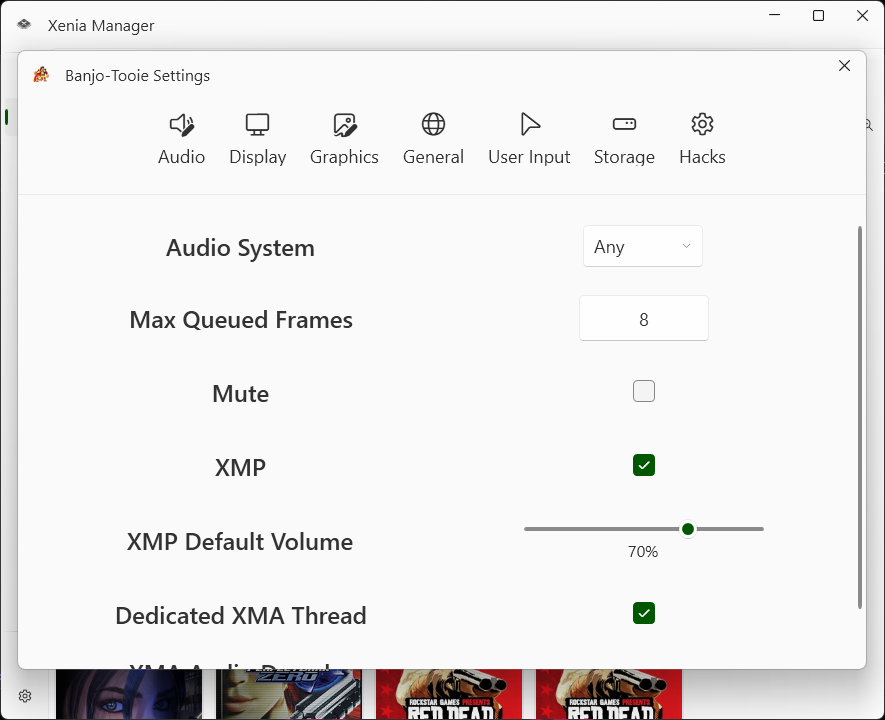 Xenia Manager
Banjo-Tooie Settings
Audio
Display
Graphics
General
User Input
Storage
Hacks
Audio System
Any
Max Queued Frames
8
Mute
XMP
XMP Default Volume
70%
Dedicated XMA Thread
ZERO
ROCKSTAR GAMES PRESENTS
RED DEAD
ROCKSTAR GAMES PRESENTS
RED DEAD